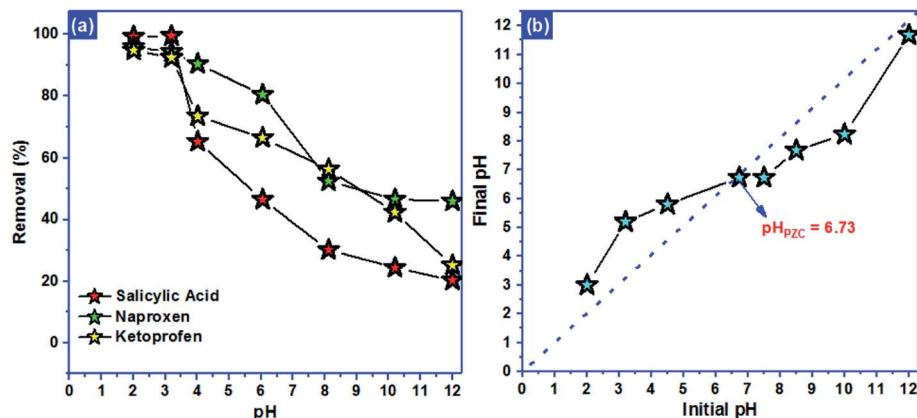 (a)
Removal (%)
100
80
60
40
20
0
Salicylic Acid
Naproxen
Ketoprofen
0 1 2 3 4 5 6 7 8 9 10 11 12
pH
(b)
Final pH
12
11
10
9
8
7
6
5
4
3
2
1
0
pHPZC = 6.73
0 1 2 3 4 5 6 7 8 9 10 11 12
Initial pH